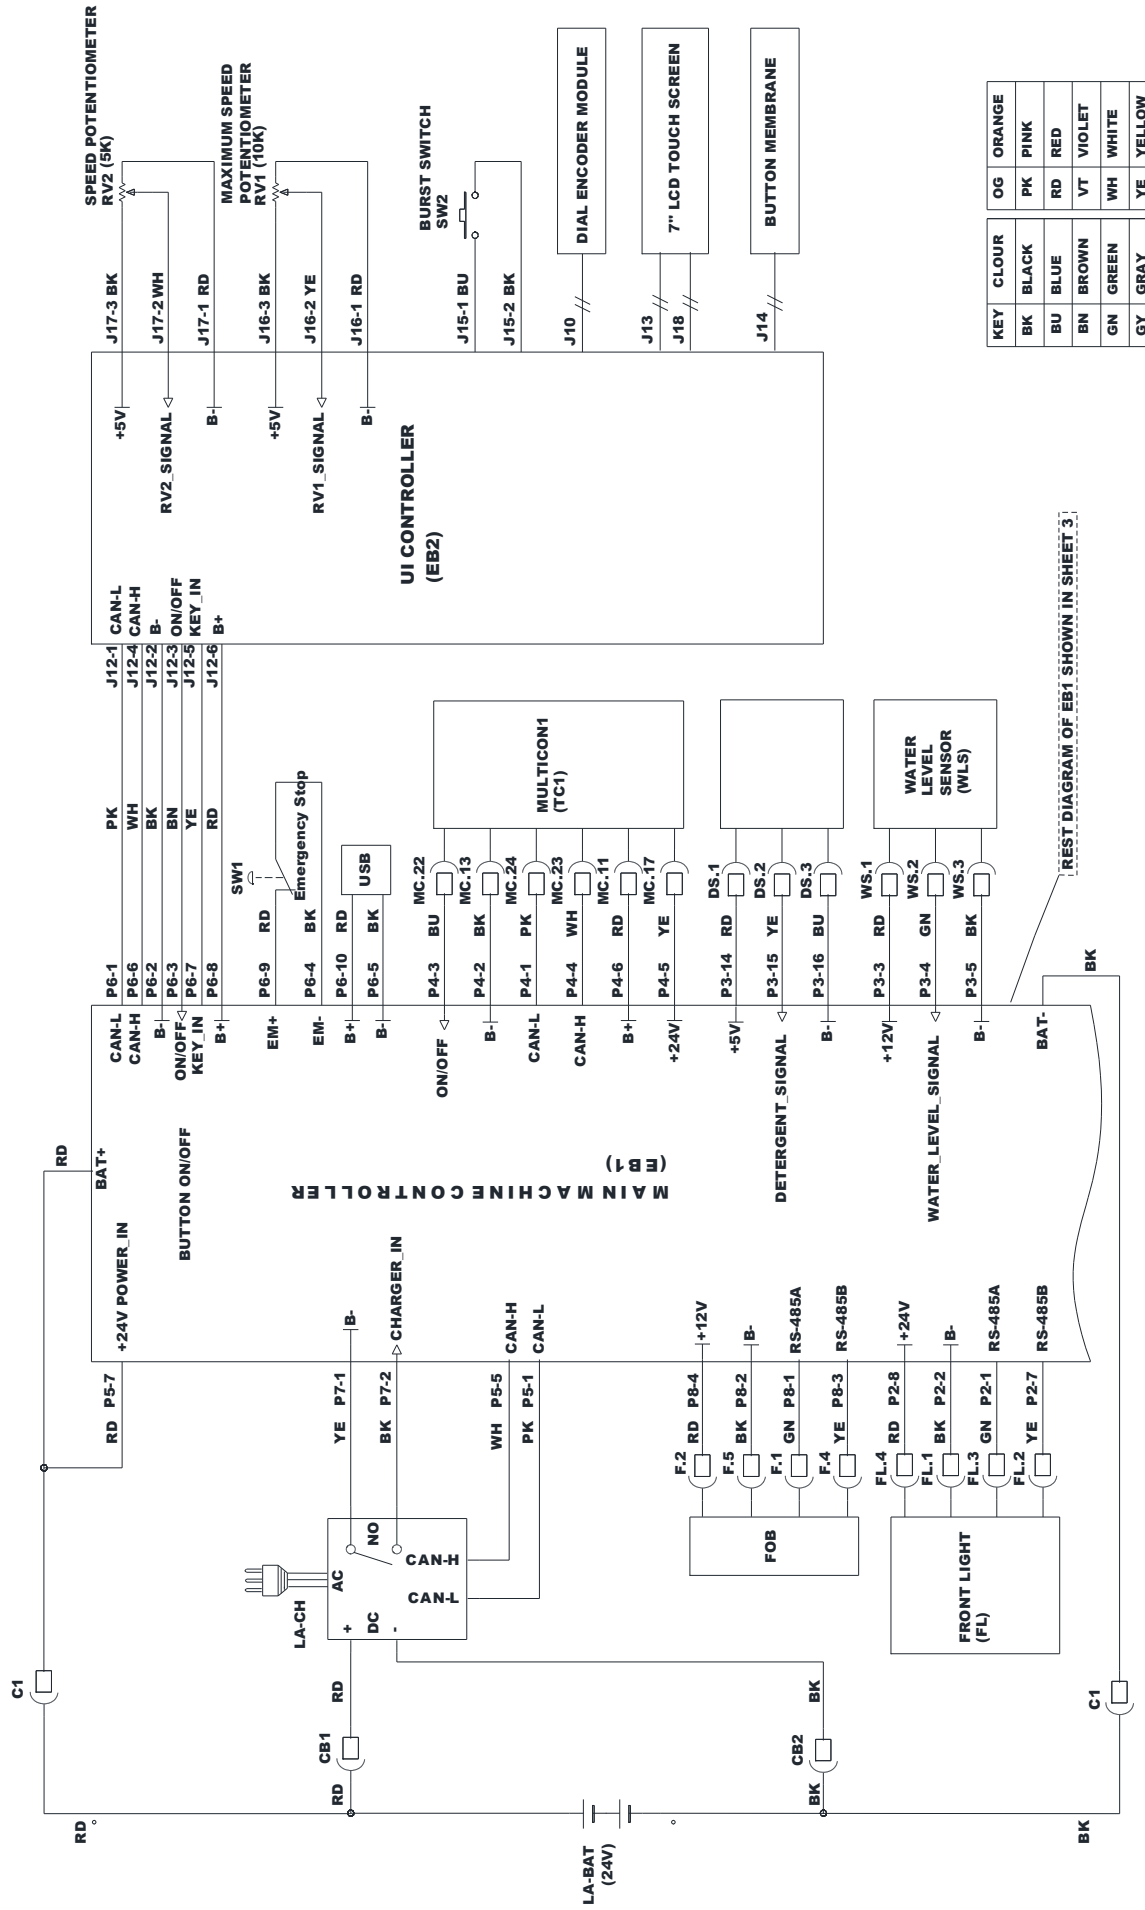 SPEED POTENTIOMETER
RV2 (5K)
MAXIMUM SPEED
POTENTIOMETER
RV1 (10K)
BURST SWITCH
SW2
DIAL ENCODER MODULE
7" LCD TOUCH SCREEN
BUTTON MEMBRANE
J17-3 BK
J17-2 WH
J17-1 RD
J16-3 BK
J16-2 YE
J16-1 RD
J15-1 BU
J15-2 BK
J10
J13
J18
J14
KEY CLOUR
BK BLACK
BU BLUE
BN BROWN
GN GREEN
GY GRAY
OG ORANGE
PK PINK
RD RED
VT VIOLET
WH WHITE
YE YELLOW
+5V
RV2_SIGNAL
B-
+5V
RV1_SIGNAL
B-
UI CONTROLLER
(EB2)
CAN-L
CAN-H
B-
ON/OFF
KEY_IN
B+
J12-1
J12-4
J12-2
J12-3
J12-5
J12-6
PK
WH
BK
BN
YE
RD
P6-1
P6-6
P6-2
P6-3
P6-7
P6-8
CAN-L
CAN-H
B-
ON/OFF
KEY_IN
B+
SW1
Emergency Stop
RD
BK
P6-9
P6-4
EM+
EM-
USB
RD
BK
P6-10
P6-5
B+
B-
MULTICON1
(TC1)
MC.22
MC.13
MC.24
MC.23
MC.11
MC.17
BU
BK
PK
WH
RD
YE
P4-3
P4-2
P4-1
P4-4
P4-6
P4-5
ON/OFF
B-
CAN-L
CAN-H
B+
+24V
DS.1
DS.2
DS.3
RD
YE
BU
P3-14
P3-15
P3-16
+5V
DETERGENT_SIGNAL
B-
WATER
LEVEL
SENSOR
(WLS)
WS.1
WS.2
WS.3
RD
GN
BK
P3-3
P3-4
P3-5
+12V
WATER_LEVEL_SIGNAL
B-
REST DIAGRAM OF EB1 SHOWN IN SHEET 3
BK
BAT-
RD
BAT+
+24V POWER_IN
BUTTON ON/OFF
MAIN MACHINE CONTROLLER
(EB1)
B-
CHARGER_IN
CAN-H
CAN-L
+12V
B-
RS-485A
RS-485B
+24V
B-
RS-485A
RS-485B
RD P5-7
YE P7-1
BK P7-2
WH P5-5
PK P5-1
RD P8-4
BK P8-2
GN P8-1
YE P8-3
RD P2-8
BK P2-2
GN P2-1
YE P2-7
F.2
F.5
F.1
F.4
FL.4
FL.1
FL.3
FL.2
FOB
FRONT LIGHT
(FL)
LA-CH
AC
NO
CAN-H
CAN-L
+
DC
-
C1
RD
CB1
RD
BK
CB2
BK
C1
RD
LA-BAT
(24V)
BK